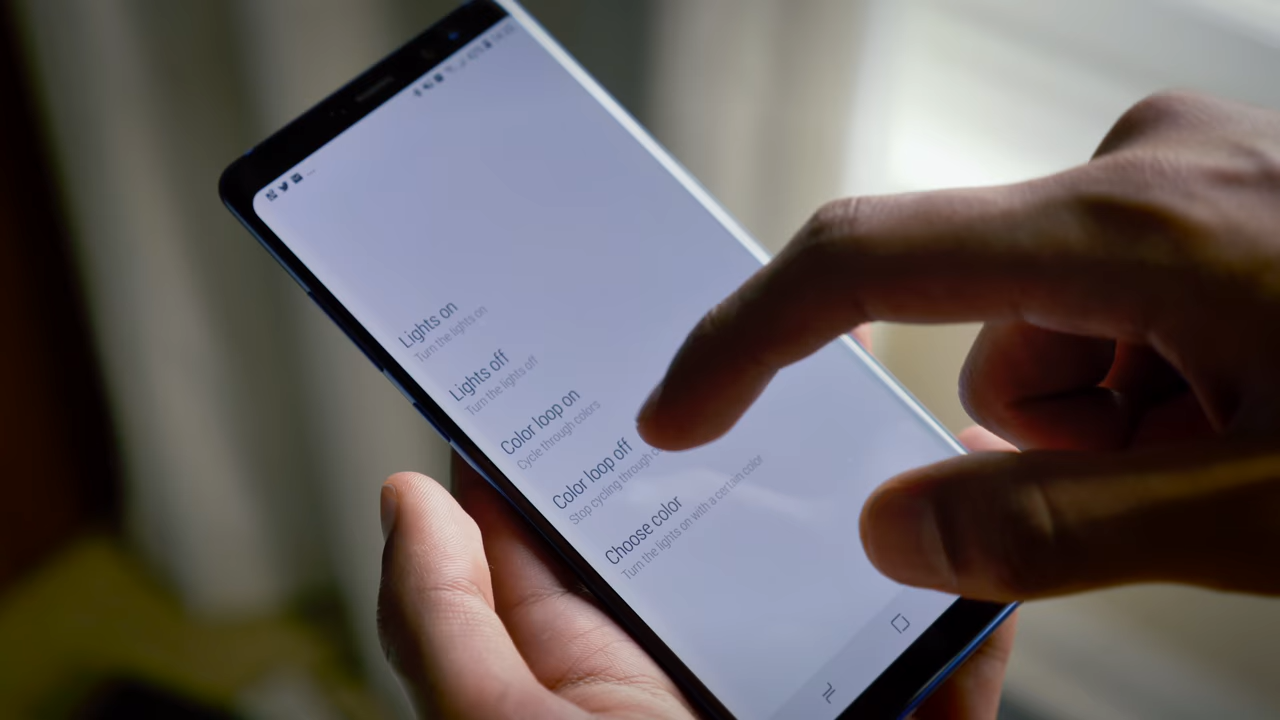 Lights on
Turn the lights on
Lights off
Turn the lights off
Color loop on
Cycle through colors
Color loop off
Stop cycling through
Choose color
Turn the lights on with a certain color